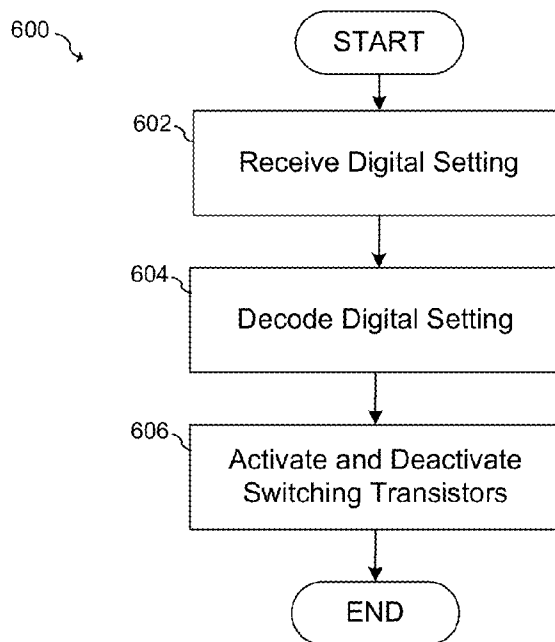 600
START
602
Receive Digital Setting
604
Decode Digital Setting
606
Activate and Deactivate
Switching Transistors
END